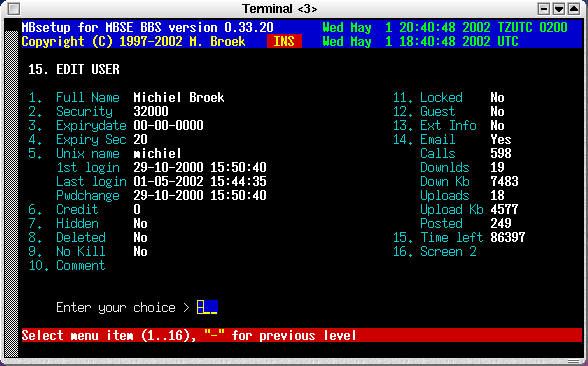 Terminal <3>
MBsetup for MBSE BBS version 0.33.20 Wed May 1 20:40:48 2002 TZUTC 0200
Copyright (C) 1997-2002 M. Broek INS Wed May 1 18:40:48 2002 UTC
15. EDIT USER
1. Full Name Michiel Broek 11. Locked No
2. Security 32000 12. Guest No
3. Expirydate 00-00-0000 13. Ext Info No
4. Expiry Sec 20 14. Email Yes
5. Unix name michiel Calls 598
1st login 29-10-2000 15:50:40 Downlds 19
Last login 01-05-2002 15:44:35 Down Kb 7483
Pwdchange 29-10-2000 15:50:40 Uploads 18
6. Credit 0 Upload Kb 4577
7. Hidden No Posted 249
8. Deleted No 15. Time left 86397
9. No Kill No 16. Screen 2
10. Comment
Enter your choice > -__
Select menu item (1..16), "-" for previous level